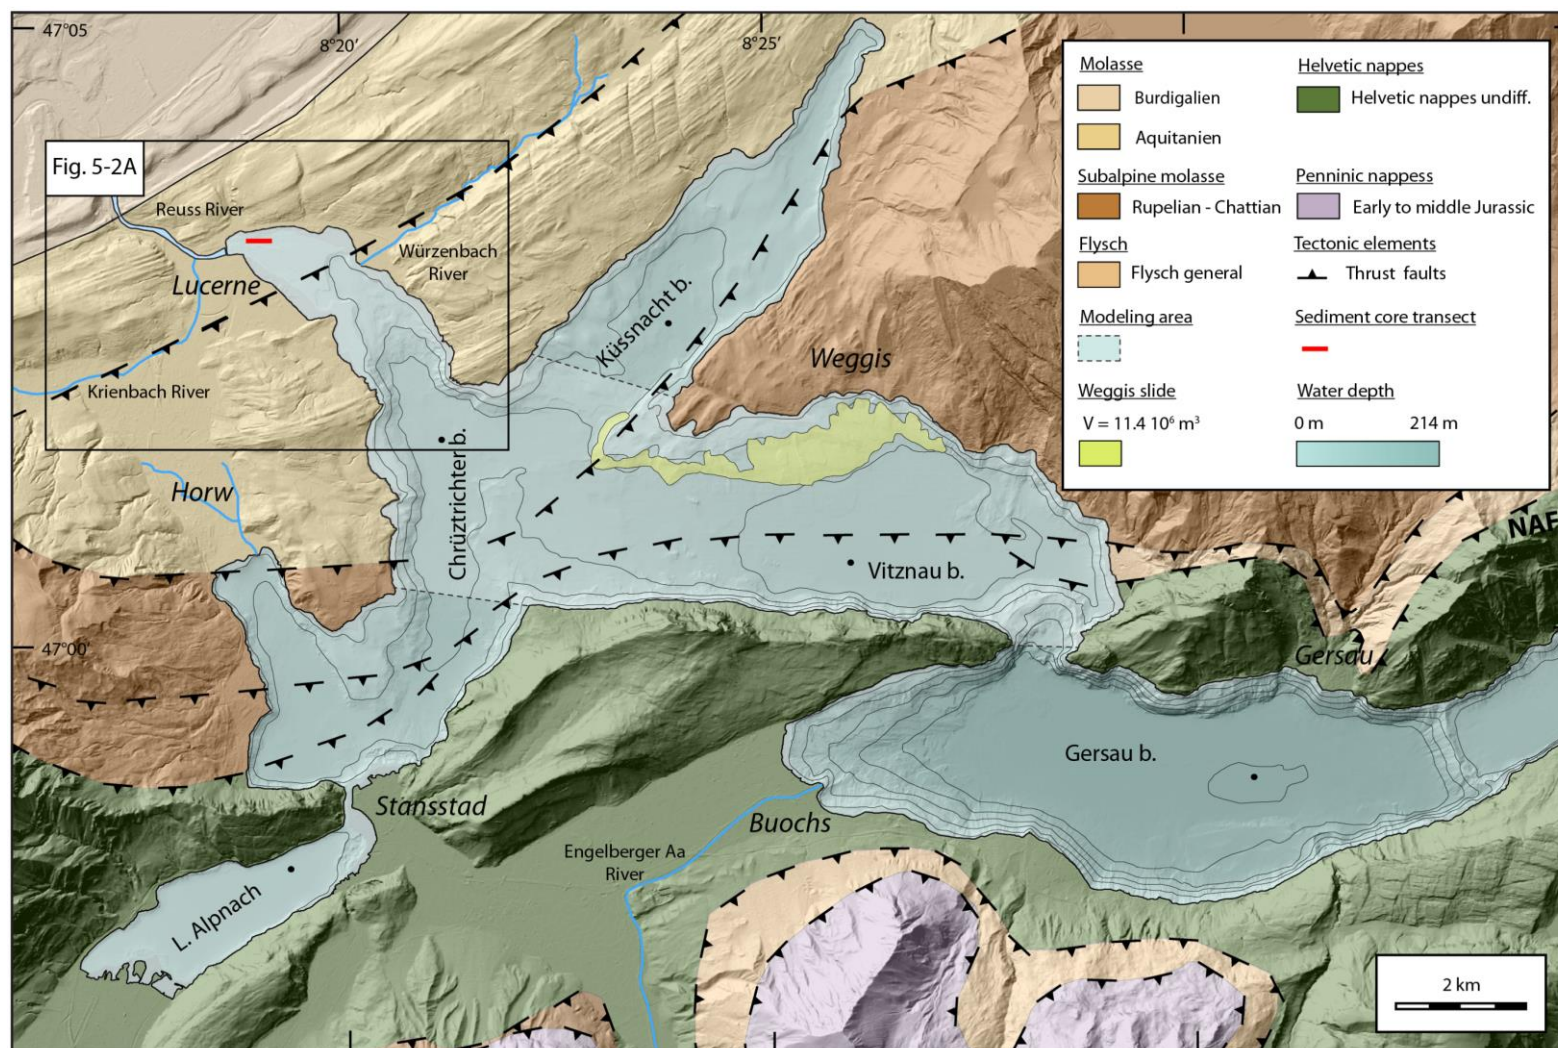 47°05
8°20'
8°25'
Fig. 5-2A
Reuss River
Lucerne
Würzenbach
River
Krienbach River
Küssnacht b.
Weggis
Chrüztrichter b.
Horw
Vitznau b.
NAF
47°00'
Gersau
Gersau b.
Stansstad
Buochs
Engelberger Aa
River
L. Alpnach
Molasse
Burdigalien
Aquitanien
Subalpine molasse
Rupelian - Chattian
Flysch
Flysch general
Modeling area
Weggis slide
V = 11.4 10⁶ m³
Helvetic nappes
Helvetic nappes undiff.
Penninic nappess
Early to middle Jurassic
Tectonic elements
Thrust faults
Sediment core transect
Water depth
0 m 214 m
2 km